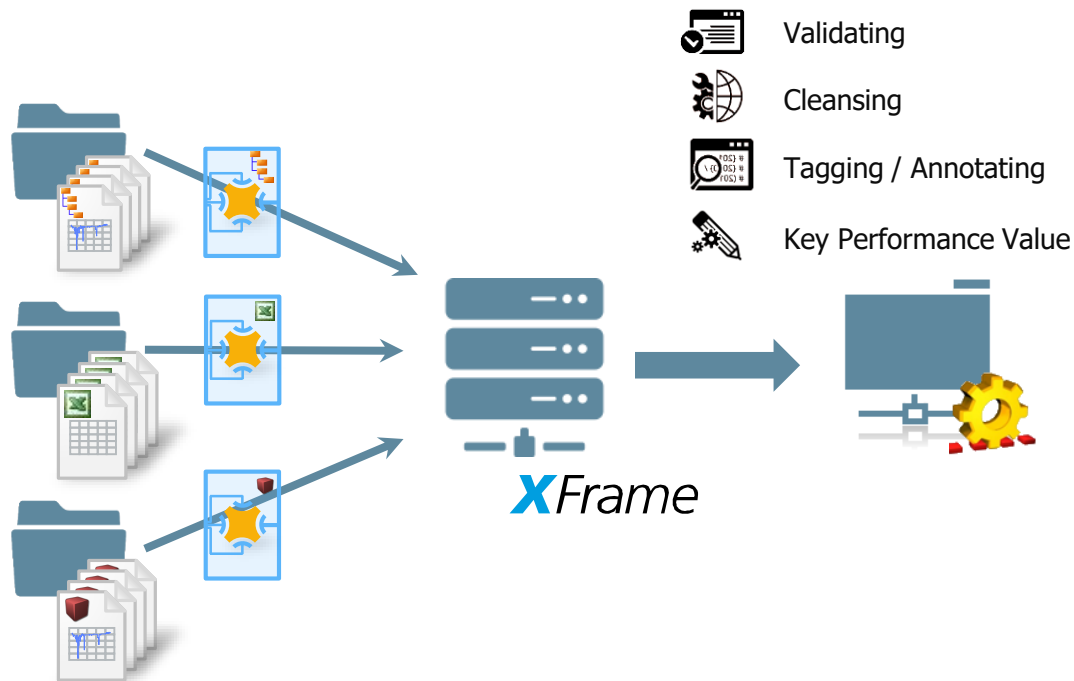 Validating
Cleansing
Tagging / Annotating
Key Performance Value
XFrame